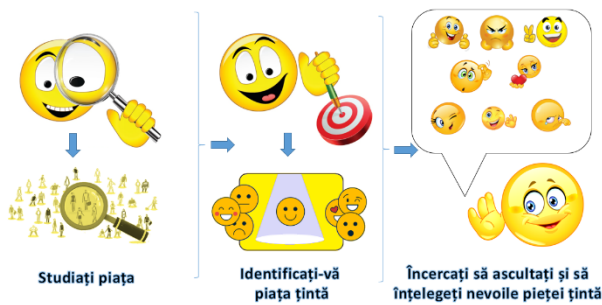 Studiați piața
Identificați-vă
piața țintă
Încercați să ascultați și să
înțelegeți nevoile pieței țintă